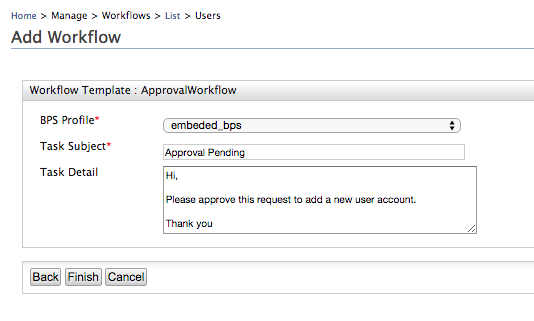 Home > Manage > Workflows > List > Users
Add Workflow
Workflow Template : ApprovalWorkflow
BPS Profile* embeded_bps
Task Subject* Approval Pending
Task Detail Hi,
Please approve this request to add a new user account.
Thank you
Back Finish Cancel